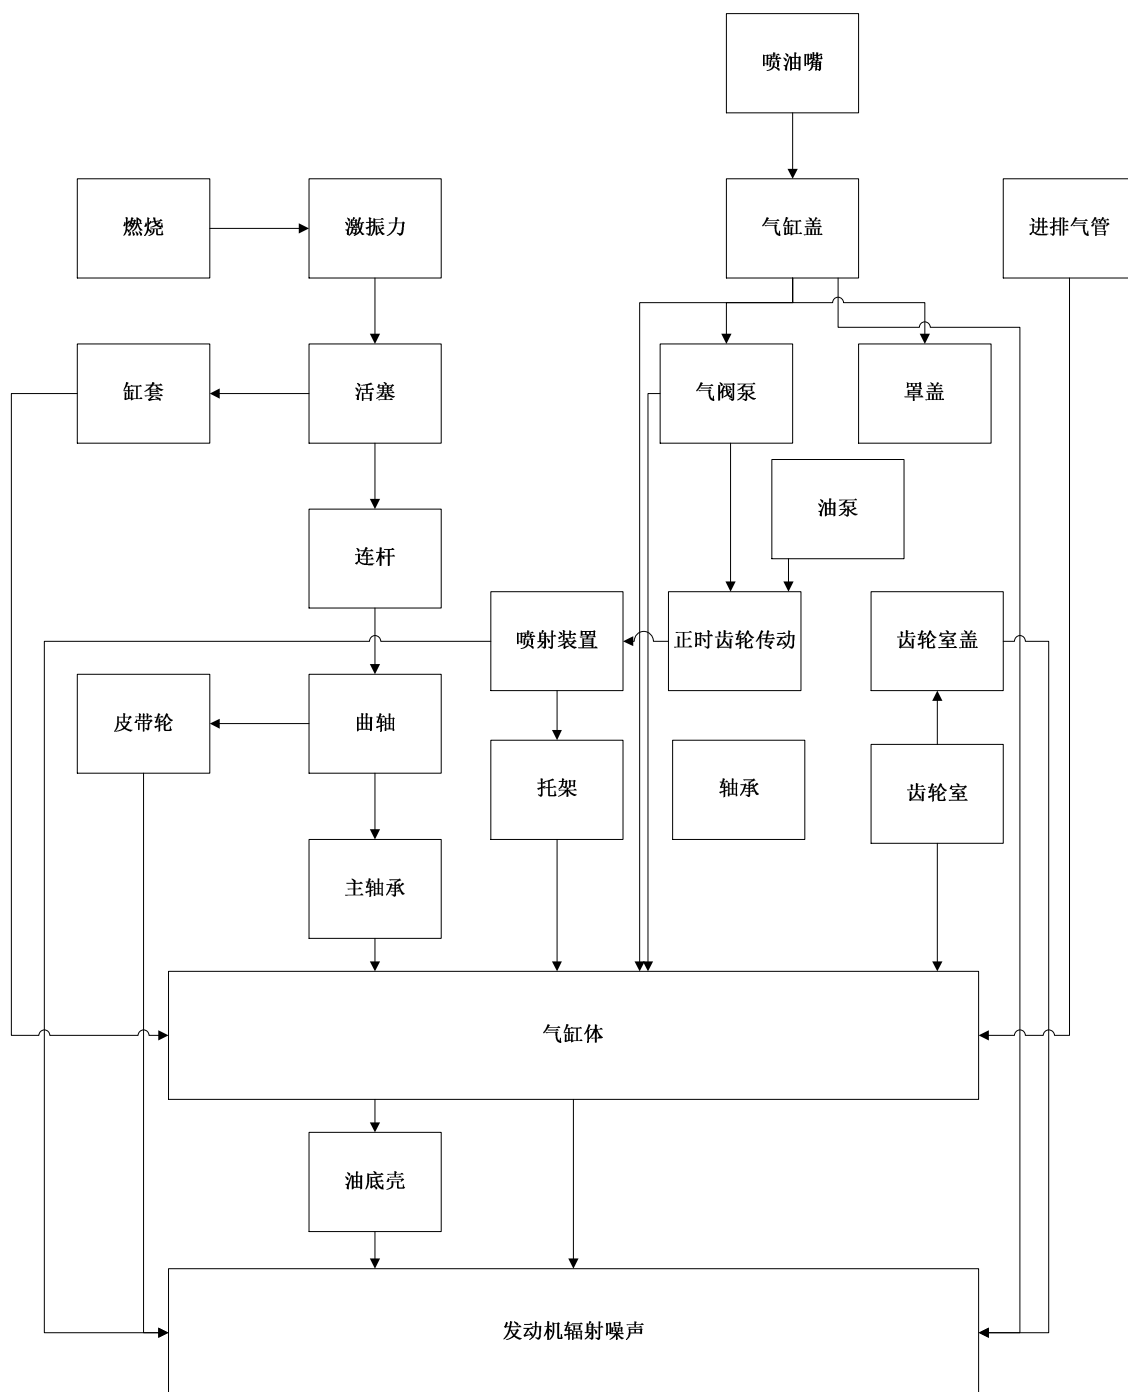 喷油嘴
燃烧
激振力
气缸盖
进排气管
缸套
活塞
气阀泵
罩盖
油泵
连杆
喷射装置
正时齿轮传动
齿轮室盖
皮带轮
曲轴
托架
轴承
齿轮室
主轴承
气缸体
油底壳
发动机辐射噪声